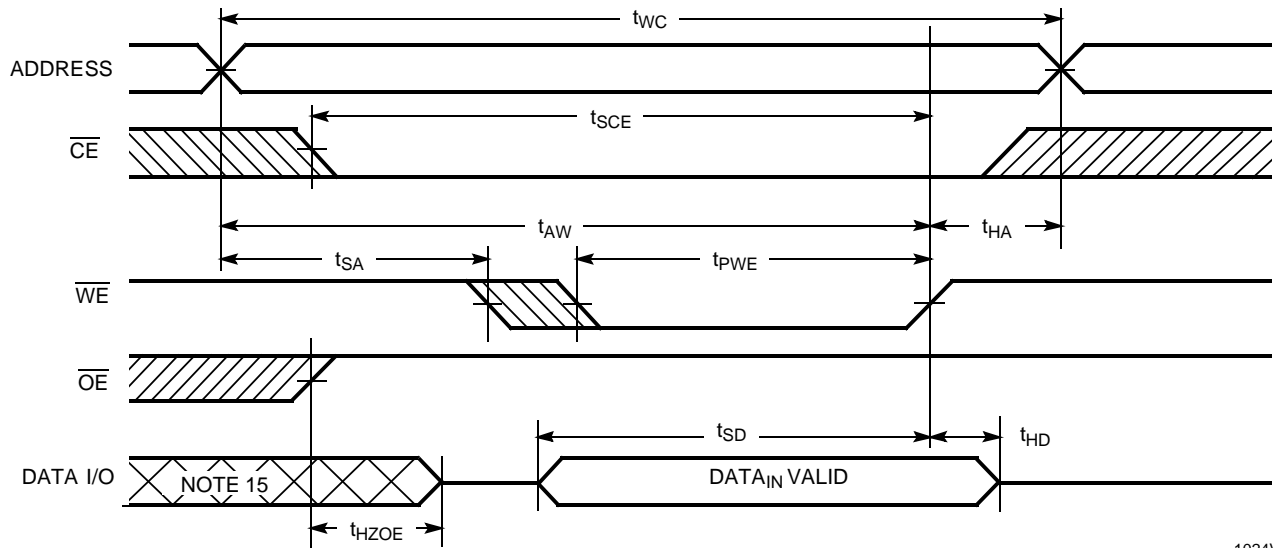 tWC
ADDRESS
tSCE
CE
tAW
tHA
tSA
tPWE
WE
OE
tSD
tHD
DATA I/O
NOTE 15
DATAIN VALID
tHZOE